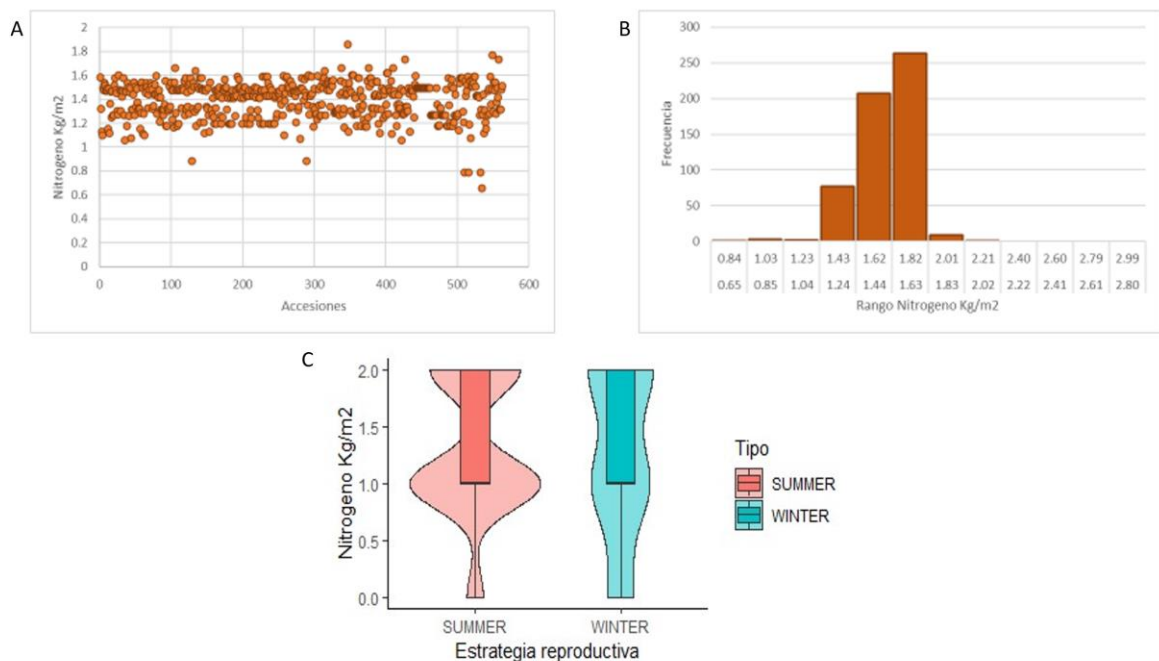 A
Nitrogeno Kg/m2
2
1.8
1.6
1.4
1.2
1
0.8
0.6
0.4
0.2
0
0 100 200 300 400 500 600
Accesiones
B
Frecuencia
300
250
200
150
100
50
0
0.84 1.03 1.23 1.43 1.62 1.82 2.01 2.21 2.40 2.60 2.79 2.99
0.65 0.85 1.04 1.24 1.44 1.63 1.83 2.02 2.22 2.41 2.61 2.80
Rango Nitrogeno Kg/m2
C
Nitrogeno Kg/m2
2.0
1.5
1.0
0.5
0.0
SUMMER WINTER
Estrategia reproductiva
Tipo
SUMMER
WINTER